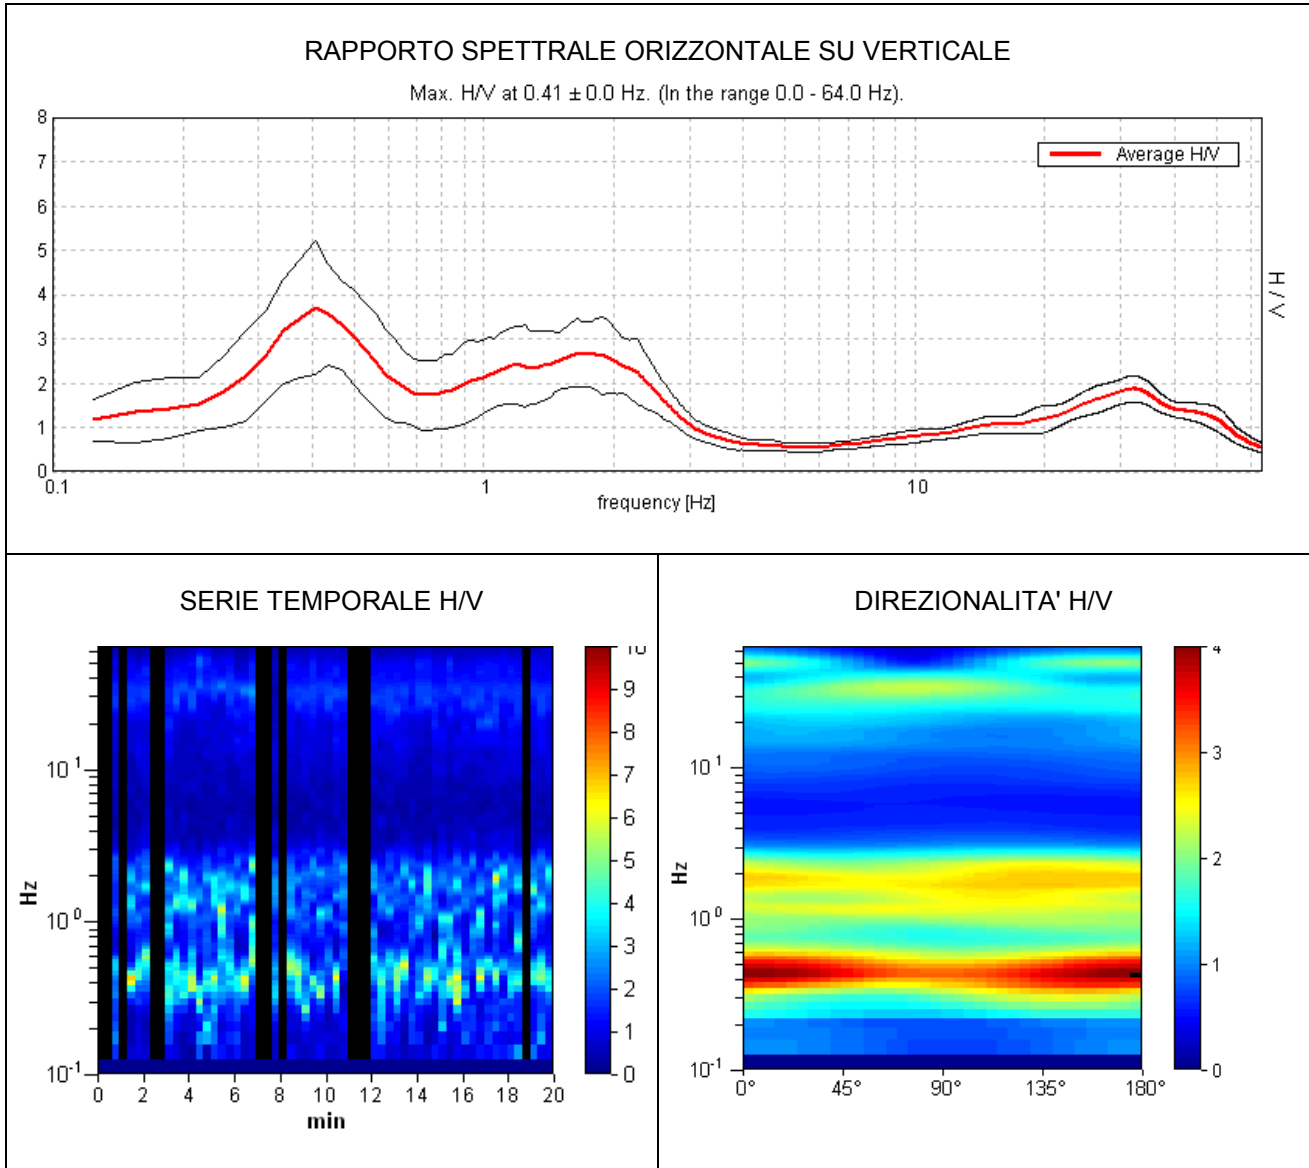 RAPPORTO SPETTRALE ORIZZONTALE SU VERTICALE
Max. H/V at 0.41 ± 0.0 Hz. (In the range 0.0 - 64.0 Hz).
8
7
6
5
4
3
2
1
0
Average H/V
H / V
0.1
1
10
frequency [Hz]
SERIE TEMPORALE H/V
Hz
10¹
10⁰
10⁻¹
0 2 4 6 8 10 12 14 16 18 20
min
10
9
8
7
6
5
4
3
2
1
0
DIREZIONALITA' H/V
Hz
10¹
10⁰
10⁻¹
0° 45° 90° 135° 180°
4
3
2
1
0